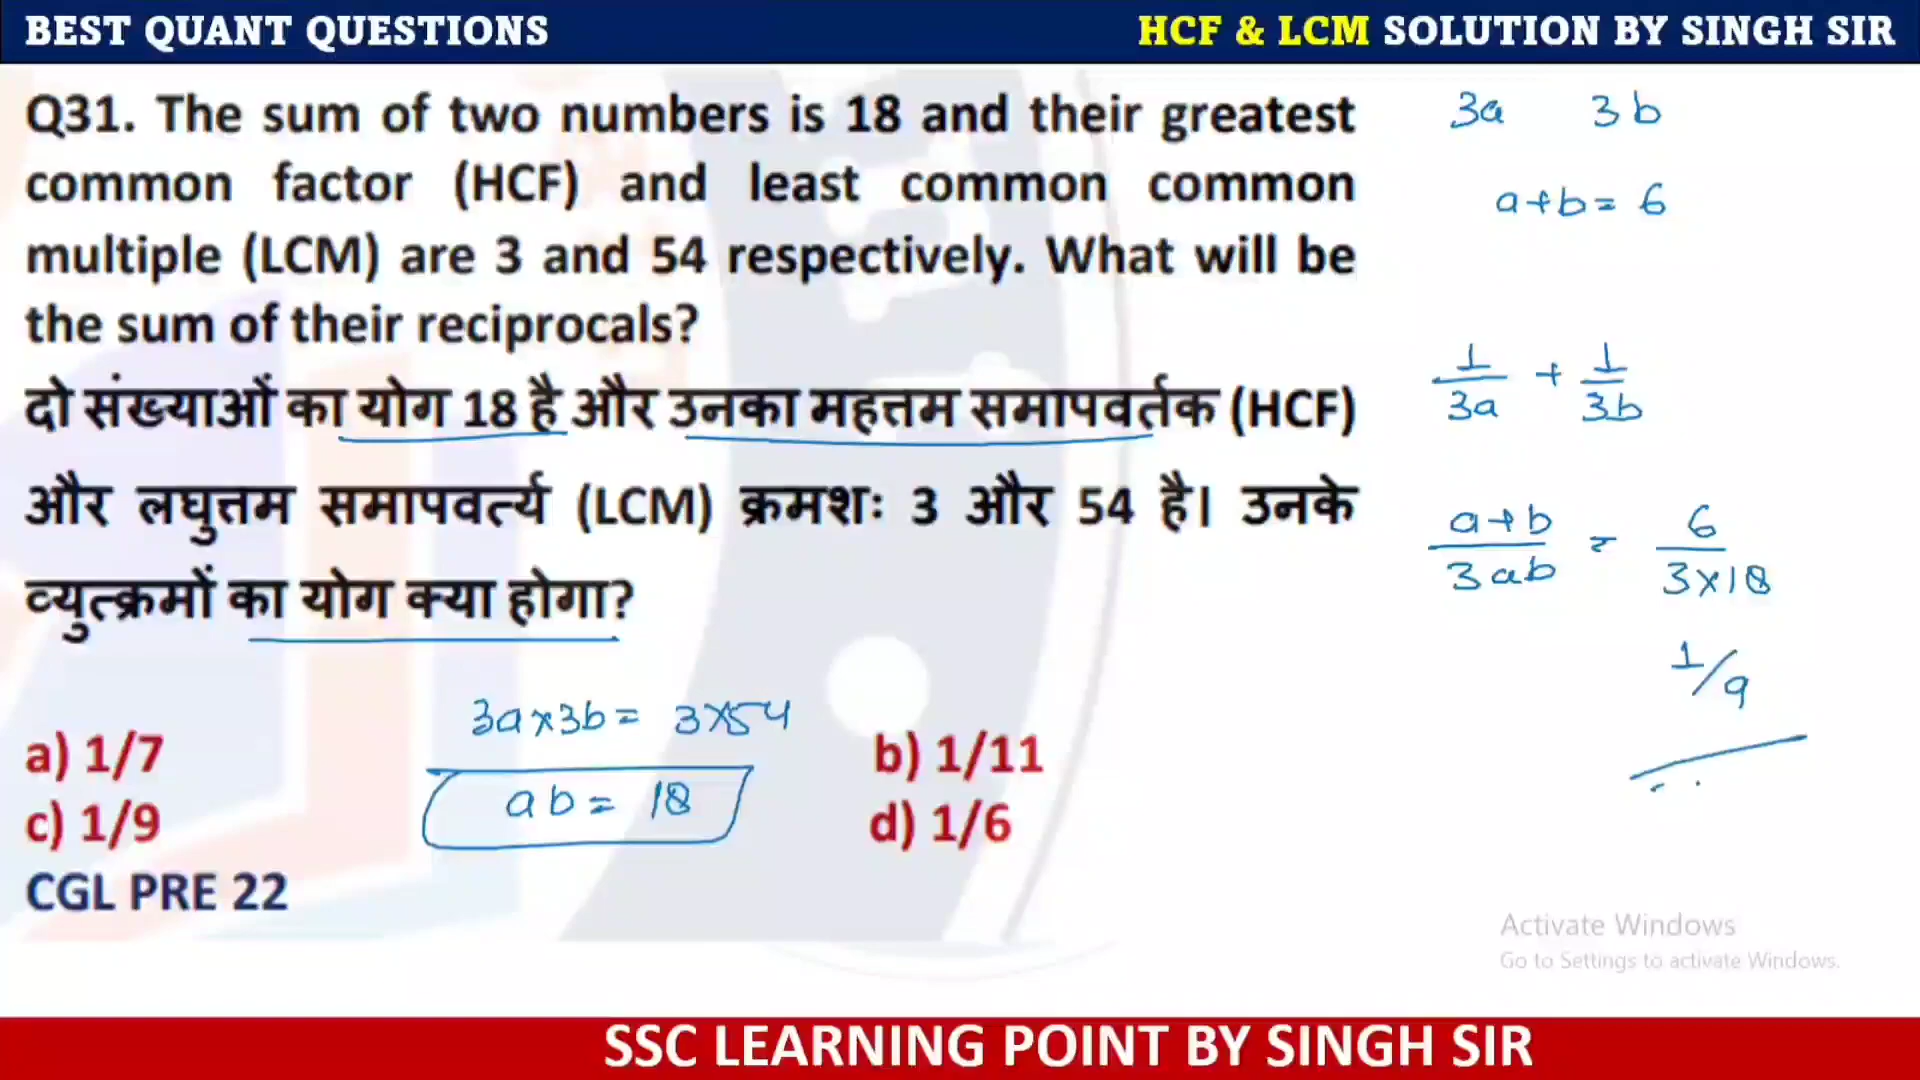 BEST QUANT QUESTIONS
HCF & LCM SOLUTION BY SINGH SIR
Q31. The sum of two numbers is 18 and their greatest
common factor (HCF) and least common common
multiple (LCM) are 3 and 54 respectively. What will be
the sum of their reciprocals?
दो संख्याओं का योग 18 है और उनका महत्तम समापवर्तक (HCF)
और लघुत्तम समापवर्त्य (LCM) क्रमशः 3 और 54 है। उनके
व्युत्क्रमों का योग क्या होगा?
3a×3b= 3×54
ab= 18
a) 1/7
b) 1/11
c) 1/9
d) 1/6
CGL PRE 22
3a 3b
a+b= 6
1/3a + 1/3b
a+b/3ab = 6/3×18
1/9
Activate Windows
Go to Settings to activate Windows.
SSC LEARNING POINT BY SINGH SIR